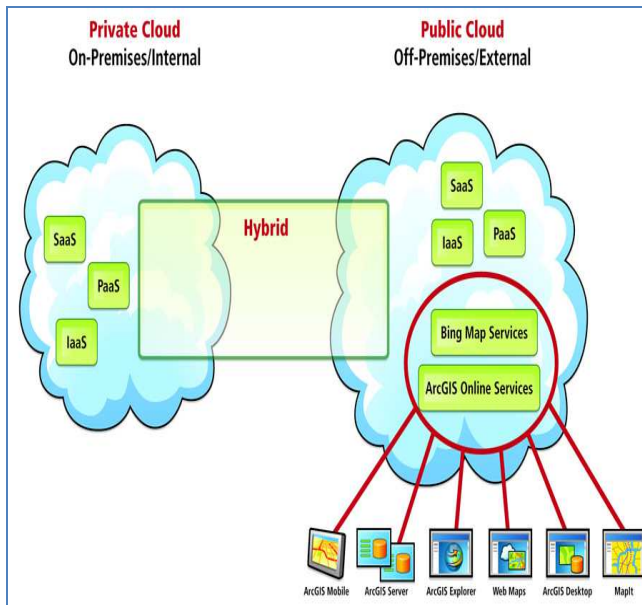 Private Cloud
On-Premises/Internal
Public Cloud
Off-Premises/External
SaaS
PaaS
IaaS
Hybrid
SaaS
IaaS
PaaS
Bing Map Services
ArcGIS Online Services
ArcGIS Mobile
ArcGIS Server
ArcGIS Explorer
Web Maps
ArcGIS Desktop
MapIt